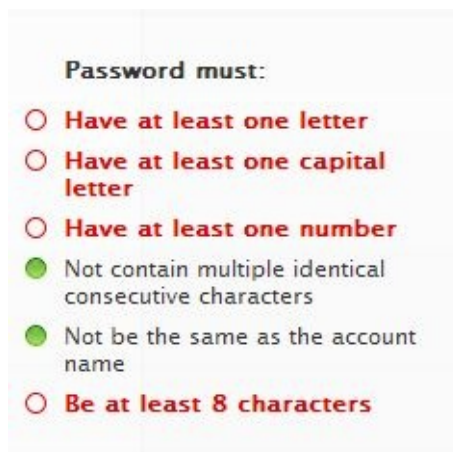 Password must:
Have at least one letter
Have at least one capital
letter
Have at least one number
Not contain multiple identical
consecutive characters
Not be the same as the account
name
Be at least 8 characters